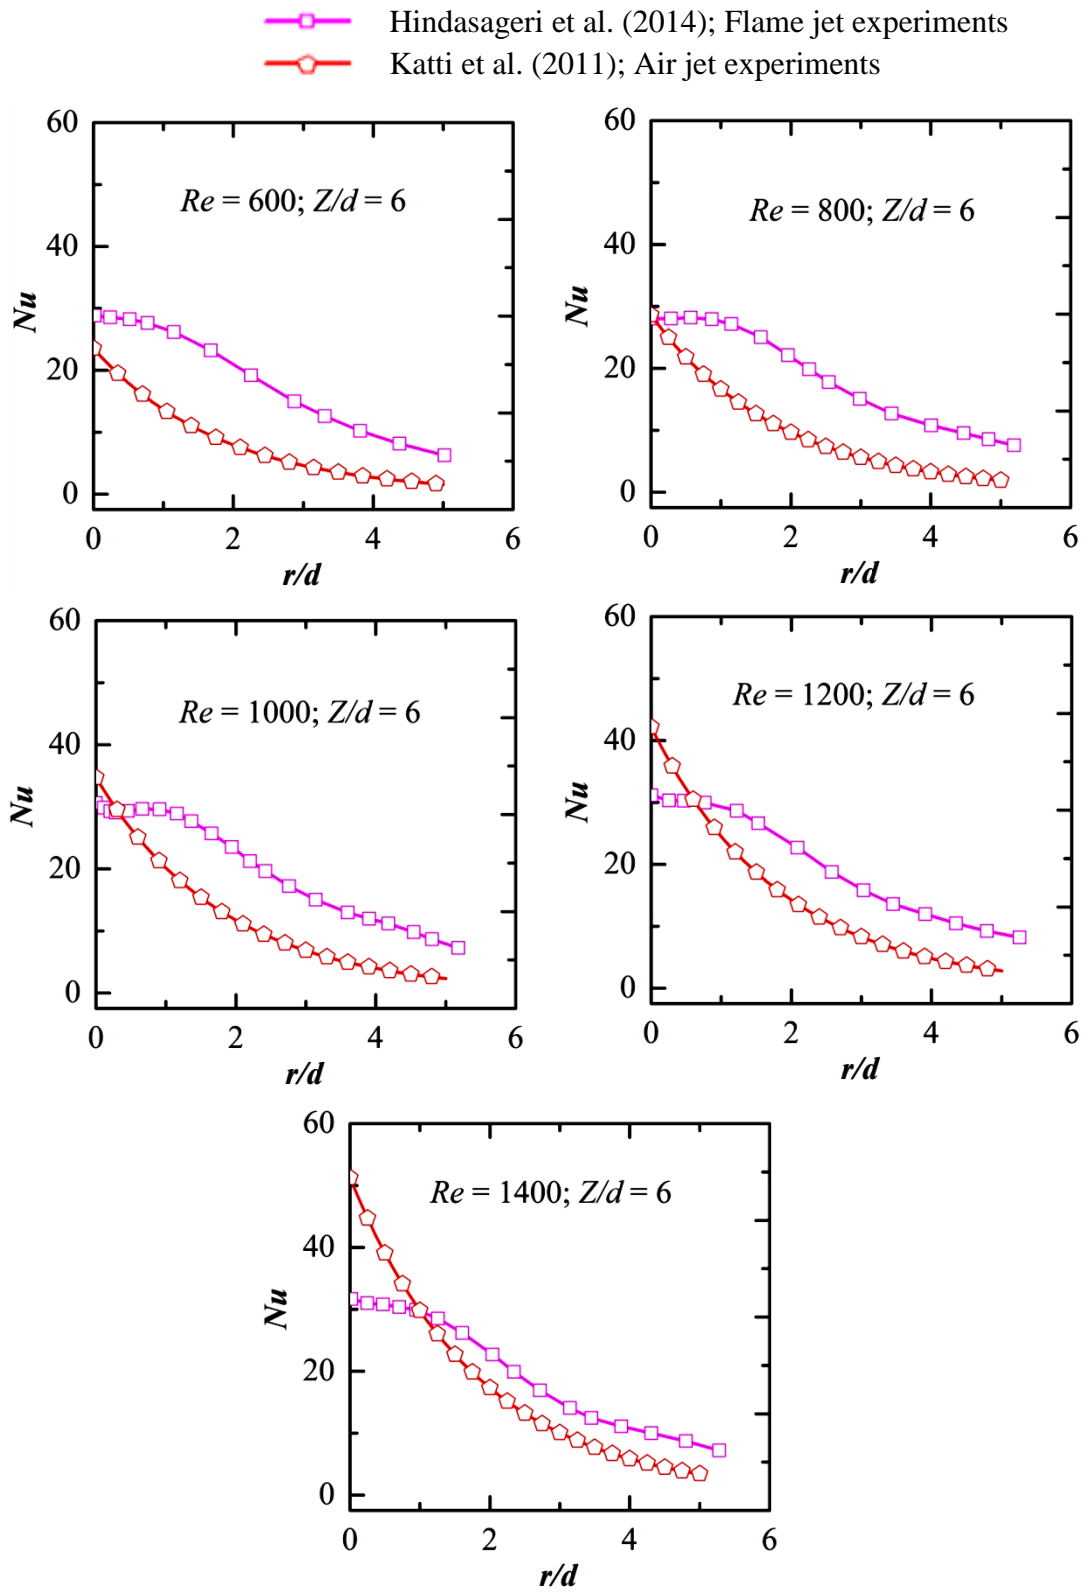 Hindasageri et al. (2014); Flame jet experiments
Katti et al. (2011); Air jet experiments
60
40
20
0
Nu
Re = 600; Z/d = 6
0 2 4 6
r/d
60
40
20
0
Nu
Re = 800; Z/d = 6
0 2 4 6
r/d
60
40
20
0
Nu
Re = 1000; Z/d = 6
0 2 4 6
r/d
60
40
20
0
Nu
Re = 1200; Z/d = 6
0 2 4 6
r/d
60
40
20
0
Nu
Re = 1400; Z/d = 6
0 2 4 6
r/d